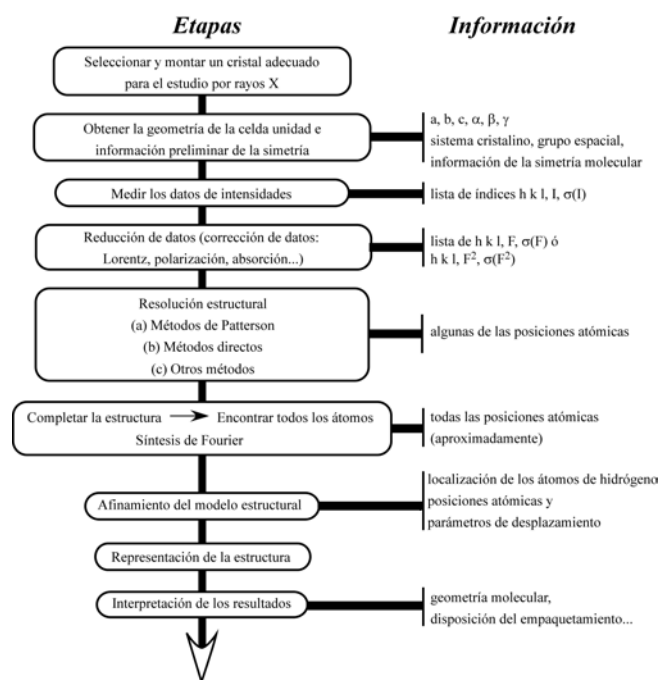 Etapas
Información
Seleccionar y montar un cristal adecuado
para el estudio por rayos X
Obtener la geometría de la celda unidad e
información preliminar de la simetría
a, b, c, α, β, γ
sistema cristalino, grupo espacial,
información de la simetría molecular
Medir los datos de intensidades
lista de índices h k l, I, σ(I)
Reducción de datos (corrección de datos:
Lorentz, polarización, absorción...)
lista de h k l, F, σ(F) ó
h k l, F², σ(F²)
Resolución estructural
(a) Métodos de Patterson
(b) Métodos directos
(c) Otros métodos
algunas de las posiciones atómicas
Completar la estructura → Encontrar todos los átomos
Síntesis de Fourier
todas las posiciones atómicas
(aproximadamente)
Afinamiento del modelo estructural
localización de los átomos de hidrógeno
posiciones atómicas y
parámetros de desplazamiento
Representación de la estructura
Interpretación de los resultados
geometría molecular,
disposición del empaquetamiento...